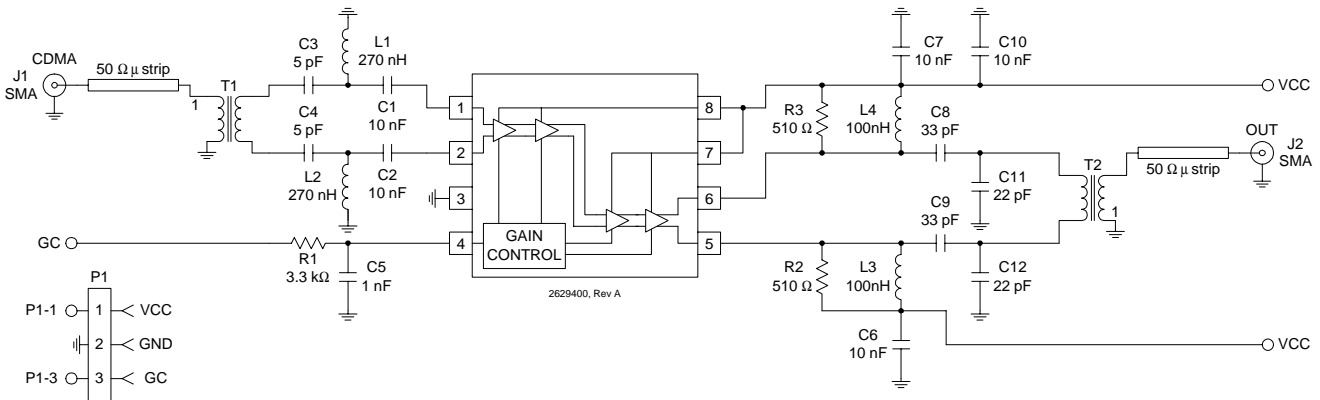 J1
SMA
CDMA
50 Ω µ strip
T1
1
C3
5 pF
L1
270 nH
C4
5 pF
C1
10 nF
L2
270 nH
C2
10 nF
1
2
3
4
GAIN
CONTROL
8
7
6
5
2629400, Rev A
GC
R1
3.3 kΩ
C5
1 nF
P1
P1-1
1
VCC
2
GND
P1-3
3
GC
C7
10 nF
C10
10 nF
VCC
R3
510 Ω
L4
100nH
C8
33 pF
C11
22 pF
T2
1
50 Ω µ strip
OUT
J2
SMA
C9
33 pF
R2
510 Ω
L3
100nH
C12
22 pF
C6
10 nF
VCC